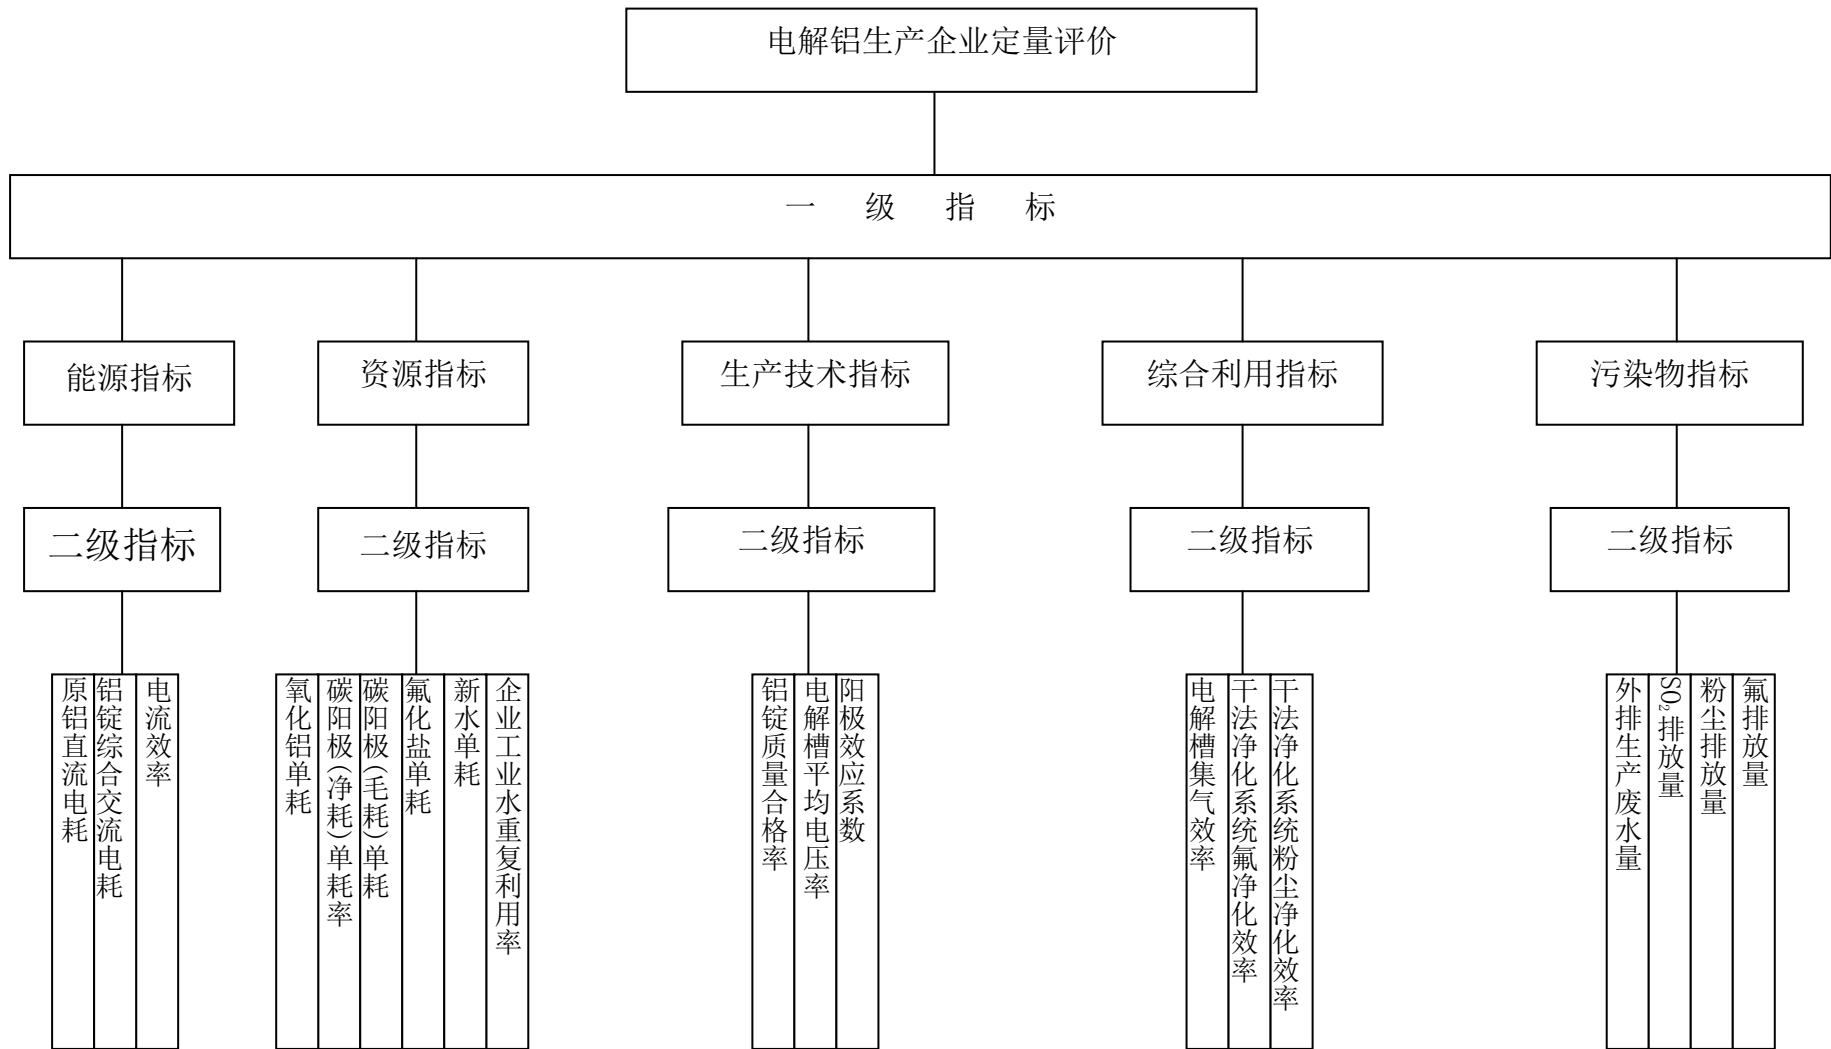 电解铝生产企业定量评价
一 级 指 标
能源指标
资源指标
生产技术指标
综合利用指标
污染物指标
二级指标
二级指标
二级指标
二级指标
二级指标
原铝直流电耗
铝锭综合交流电耗
电流效率
氧化铝单耗
碳阳极(净耗)单耗率
碳阳极(毛耗)单耗
氟化盐单耗
新水单耗
企业工业水重复利用率
铝锭质量合格率
电解槽平均电压率
阳极效应系数
电解槽集气效率
干法净化系统氟净化效率
干法净化系统粉尘净化效率
外排生产废水量
SO₂排放量
粉尘排放量
氟排放量